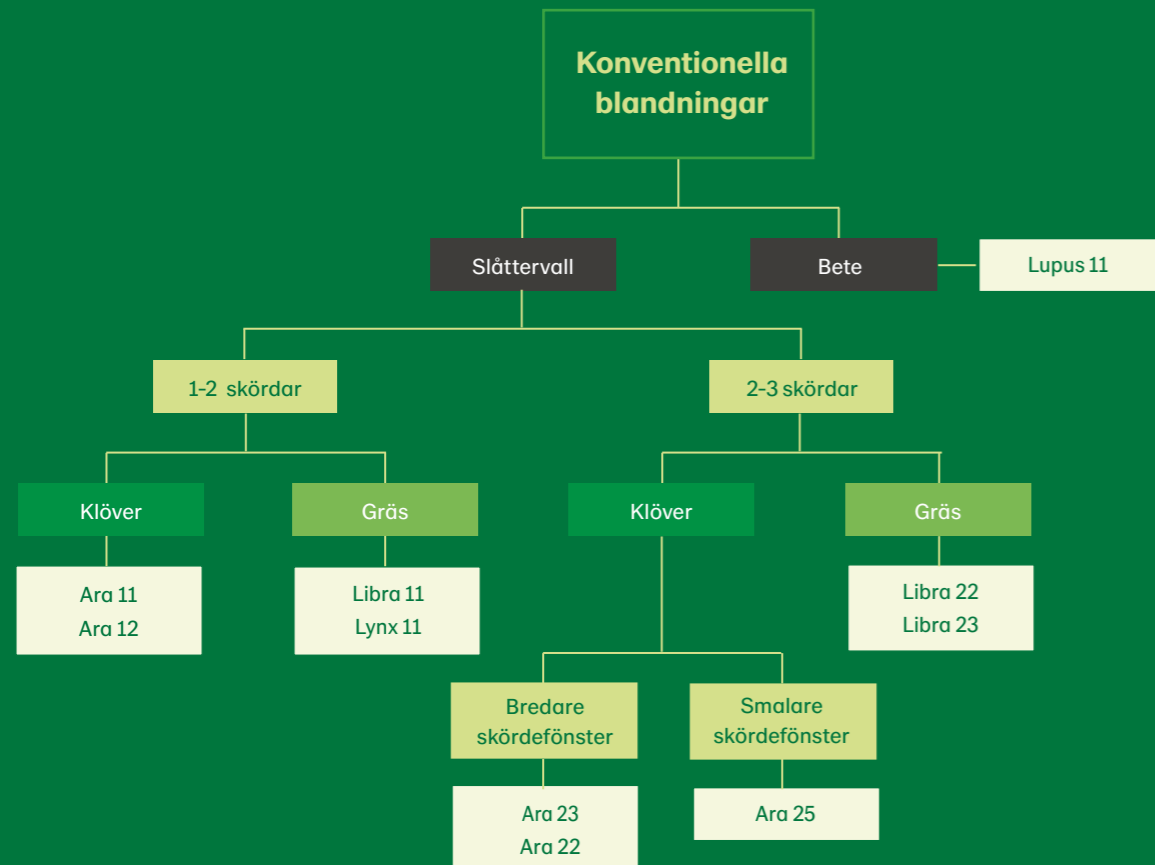 Konventionella
blandningar
Slåttervall
Bete
Lupus 11
1-2 skördar
2-3 skördar
Klöver
Gräs
Klöver
Gräs
Ara 11
Ara 12
Libra 11
Lynx 11
Libra 22
Libra 23
Bredare
skördefönster
Smalare
skördefönster
Ara 23
Ara 22
Ara 25